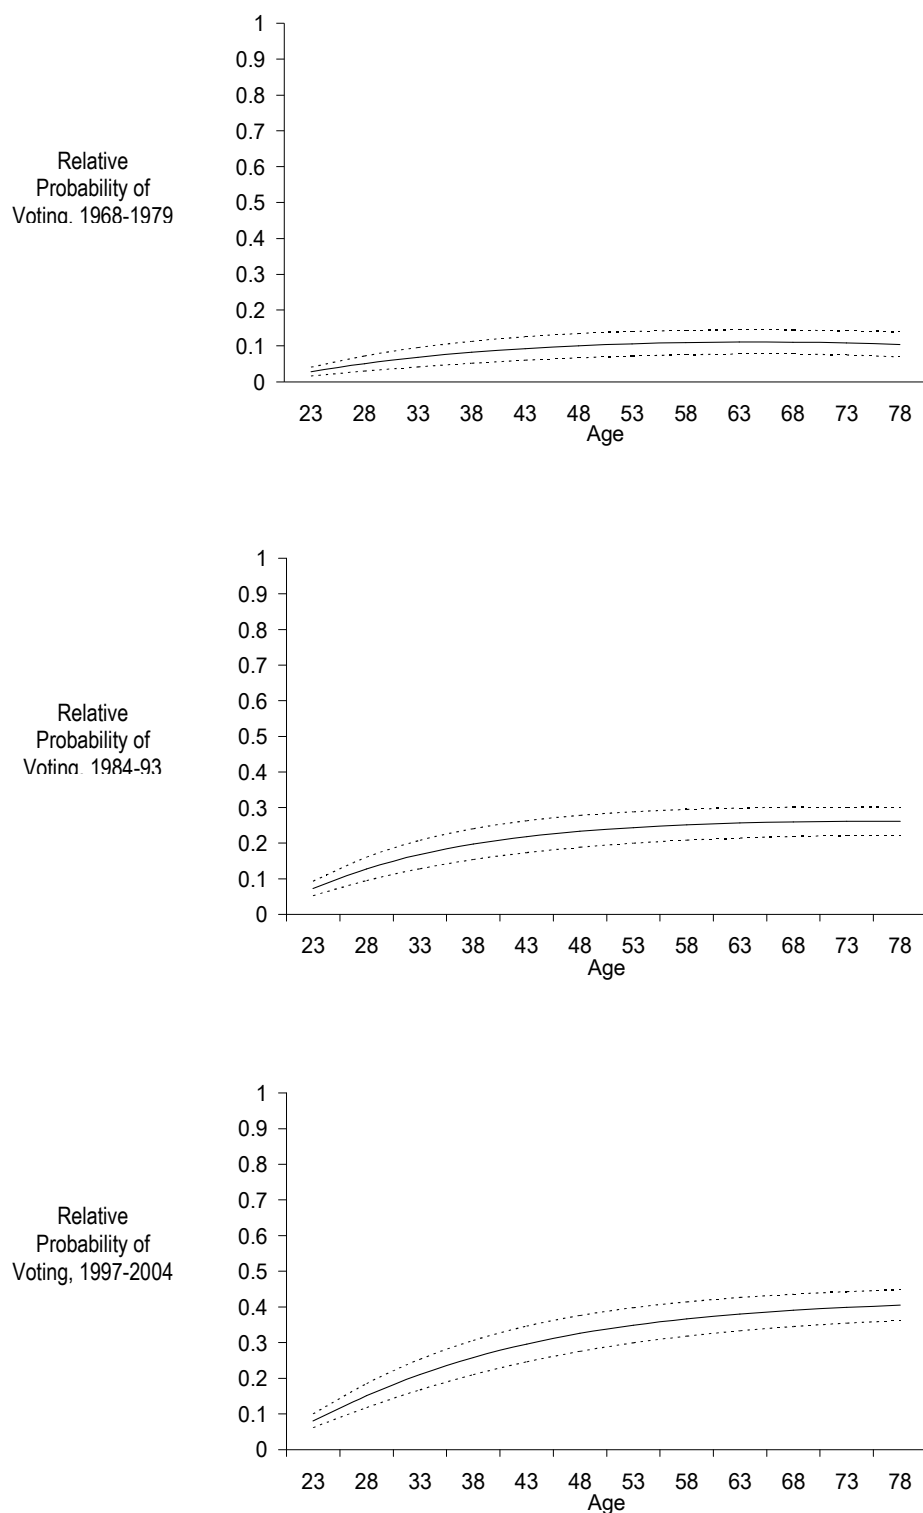 1
0.9
0.8
0.7
0.6
0.5
0.4
0.3
0.2
0.1
0
Relative
Probability of
Voting. 1968-1979
23 28 33 38 43 48 53 58 63 68 73 78
Age
1
0.9
0.8
0.7
0.6
0.5
0.4
0.3
0.2
0.1
0
Relative
Probability of
Voting. 1984-93
23 28 33 38 43 48 53 58 63 68 73 78
Age
1
0.9
0.8
0.7
0.6
0.5
0.4
0.3
0.2
0.1
0
Relative
Probability of
Voting, 1997-2004
23 28 33 38 43 48 53 58 63 68 73 78
Age